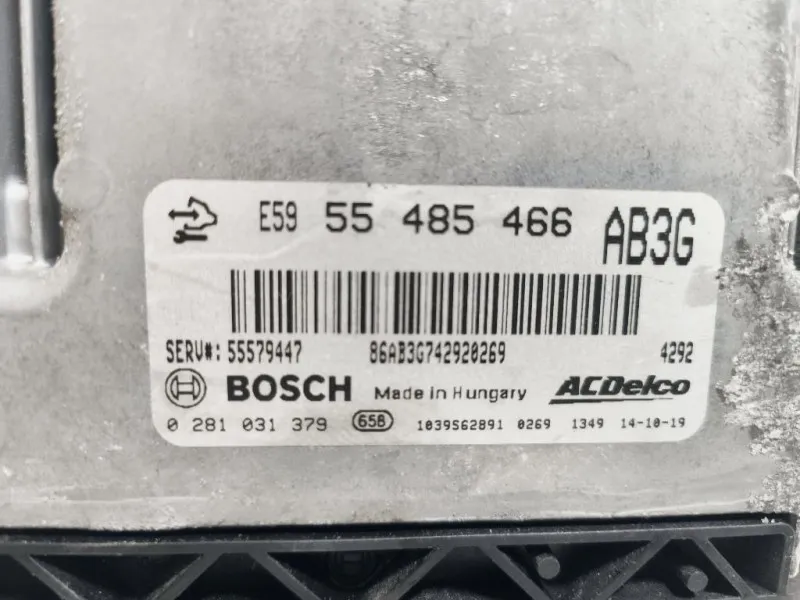 E59 55 485 466 AB3G
SERV#: 55579447 86AB3G742920269 4292
BOSCH Made in Hungary ACDelco
0 281 031 379 658 1039S62891 0269 1349 14-10-19